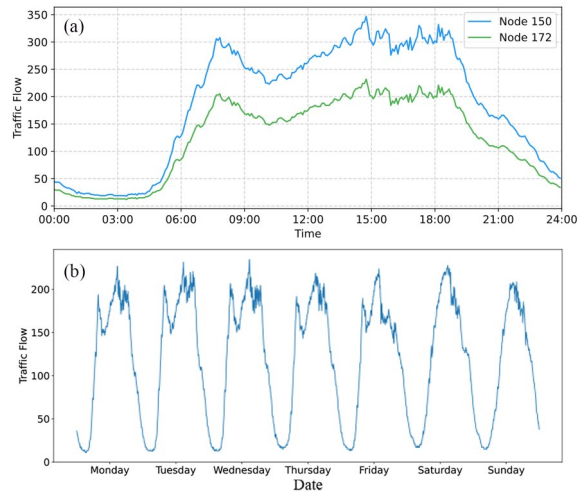 (a)
Node 150
Node 172
Traffic Flow
350
300
250
200
150
100
50
0
00:00 03:00 06:00 09:00 12:00 15:00 18:00 21:00 24:00
Time
(b)
Traffic Flow
200
150
100
50
0
Monday Tuesday Wednesday Thursday Friday Saturday Sunday
Date